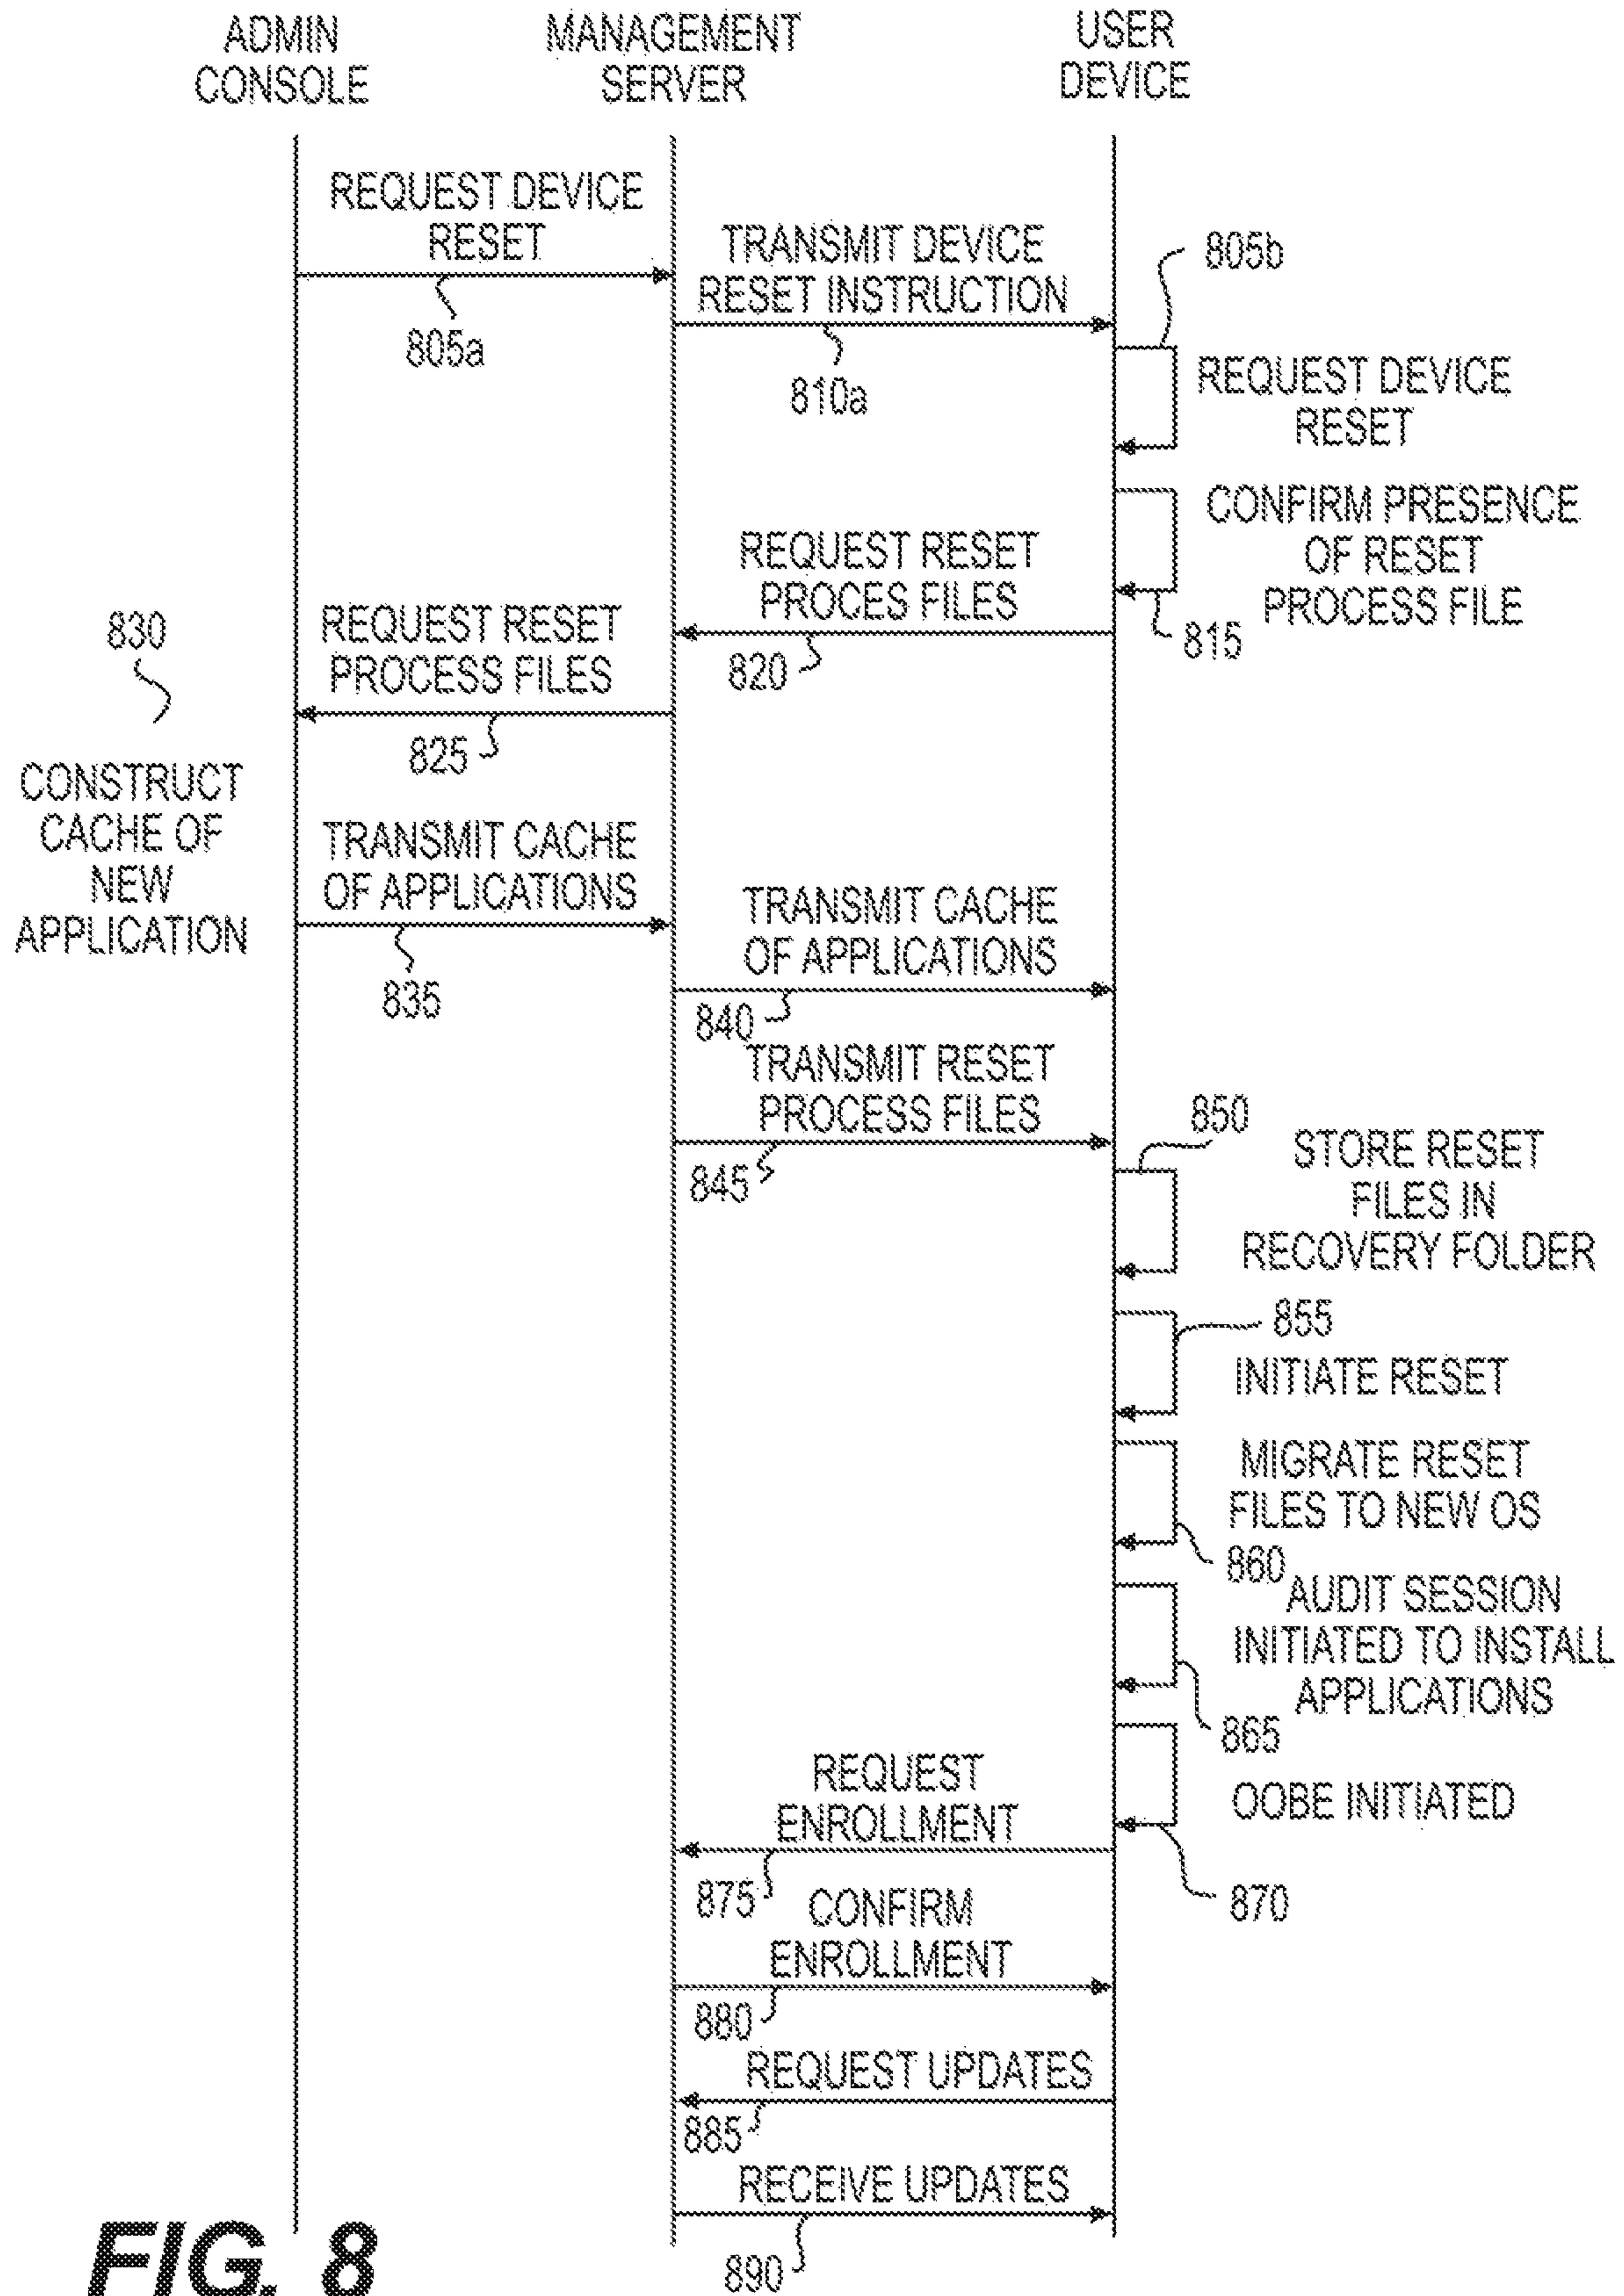 ADMIN
CONSOLE
MANAGEMENT
SERVER
USER
DEVICE
REQUEST DEVICE
RESET
805a
TRANSMIT DEVICE
RESET INSTRUCTION
810a
805b
REQUEST DEVICE
RESET
CONFIRM PRESENCE
OF RESET
PROCESS FILE
815
REQUEST RESET
PROCES FILES
820
REQUEST RESET
PROCESS FILES
825
830
CONSTRUCT
CACHE OF
NEW
APPLICATION
TRANSMIT CACHE
OF APPLICATIONS
835
TRANSMIT CACHE
OF APPLICATIONS
840
TRANSMIT RESET
PROCESS FILES
845
850
STORE RESET
FILES IN
RECOVERY FOLDER
855
INITIATE RESET
MIGRATE RESET
FILES TO NEW OS
860
AUDIT SESSION
INITIATED TO INSTALL
APPLICATIONS
865
OOBE INITIATED
870
REQUEST
ENROLLMENT
875
CONFIRM
ENROLLMENT
880
REQUEST UPDATES
885
RECEIVE UPDATES
890
FIG. 8